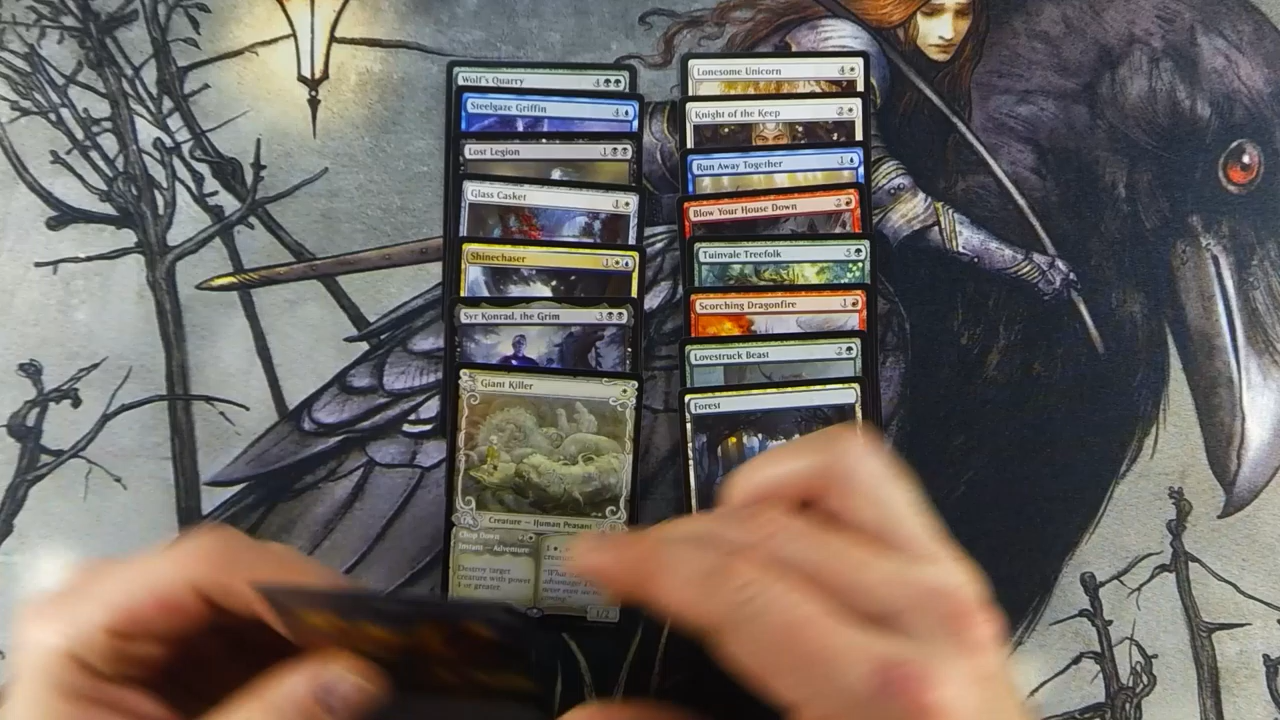 Wolf's Quarry
Steelgaze Griffin
Lost Legion
Glass Casket
Shinechaser
Syr Konrad, the Grim
Giant Killer
Creature — Human Peasant
Chop Down
Instant — Adventure
Destroy target
creature with power
4 or greater.
1/2
Lonesome Unicorn
Knight of the Keep
Run Away Together
Blow Your House Down
Tuinvale Treefolk
Scorching Dragonfire
Lovestruck Beast
Forest